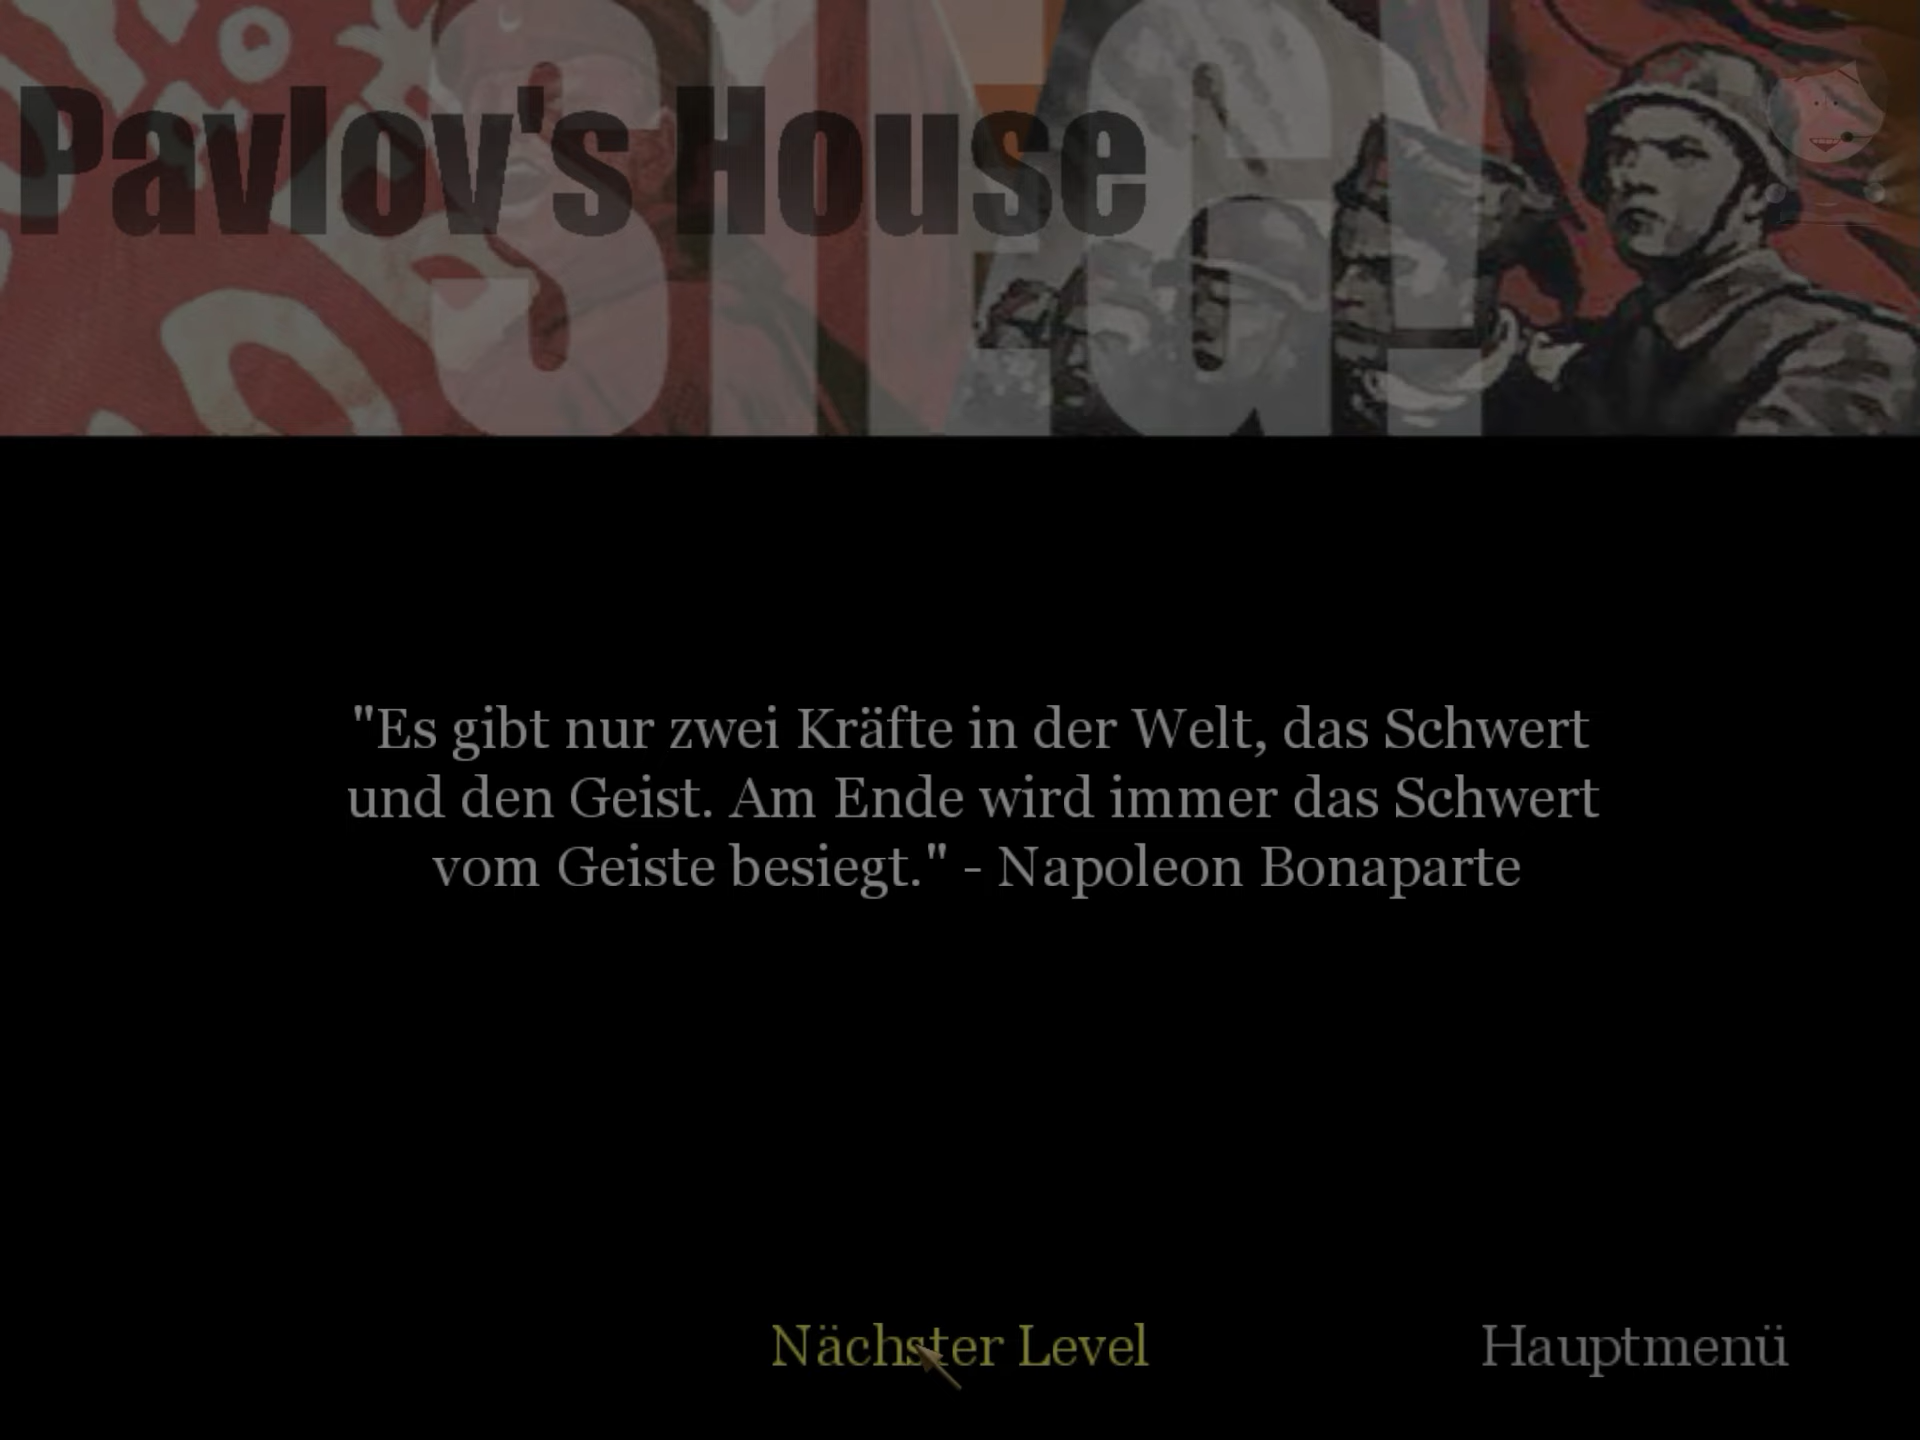 SIEG!
Pavlov's House
"Es gibt nur zwei Kräfte in der Welt, das Schwert
und den Geist. Am Ende wird immer das Schwert
vom Geiste besiegt." - Napoleon Bonaparte
Nächster Level
Hauptmenü